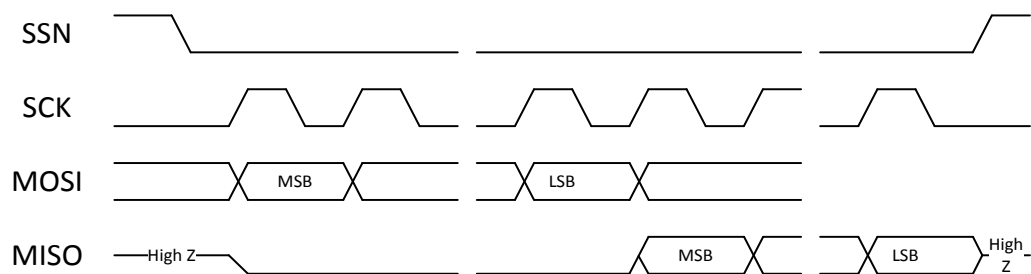 SSN
SCK
MOSI
MSB
LSB
MISO
High Z
MSB
LSB
High
Z